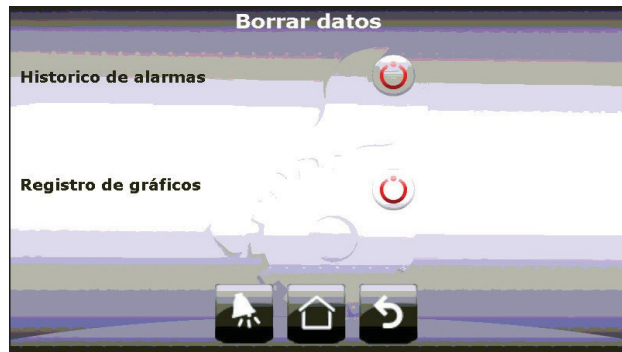 Borrar datos
Historico de alarmas
Registro de gráficos